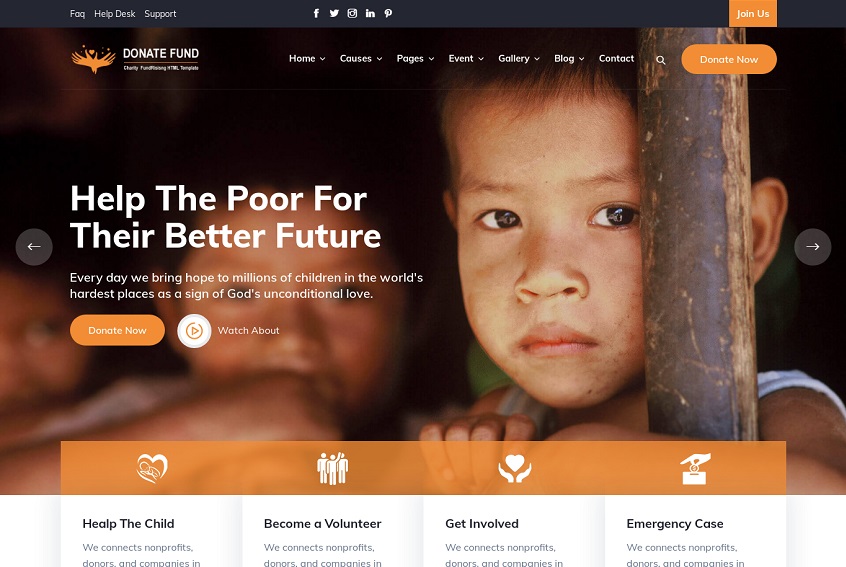 Faq Help Desk Support
Join Us
DONATE FUND
Charity FundRisising HTML Template
Home Causes Pages Event Gallery Blog Contact
Donate Now
Help The Poor For
Their Better Future
Every day we bring hope to millions of children in the world's
hardest places as a sign of God's unconditional love.
Donate Now Watch About
Healp The Child
We connects nonprofits,
donors, and companies in
Become a Volunteer
We connects nonprofits,
donors, and companies in
Get Involved
We connects nonprofits,
donors, and companies in
Emergency Case
We connects nonprofits,
donors, and companies in